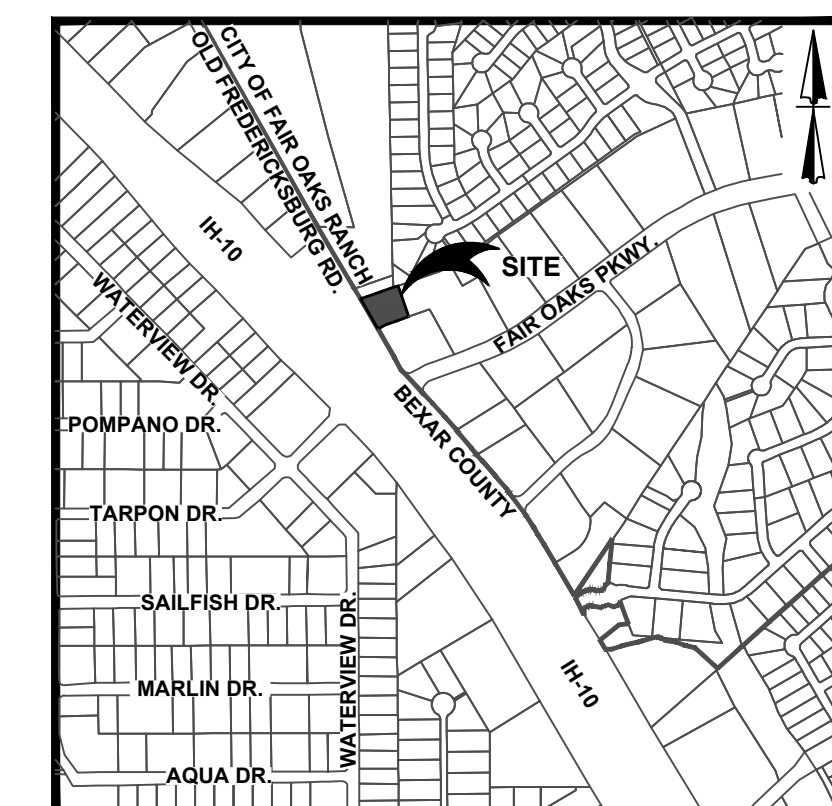 CITY OF FAIR OAKS RANCH
OLD FREDERICKSBURG RD.
IH-10
SITE
FAIR OAKS PKWY.
WATERVIEW DR.
BEXAR COUNTY
POMPANO DR.
TARPON DR.
SAILFISH DR.
WATERVIEW DR.
IH-10
MARLIN DR.
AQUA DR.